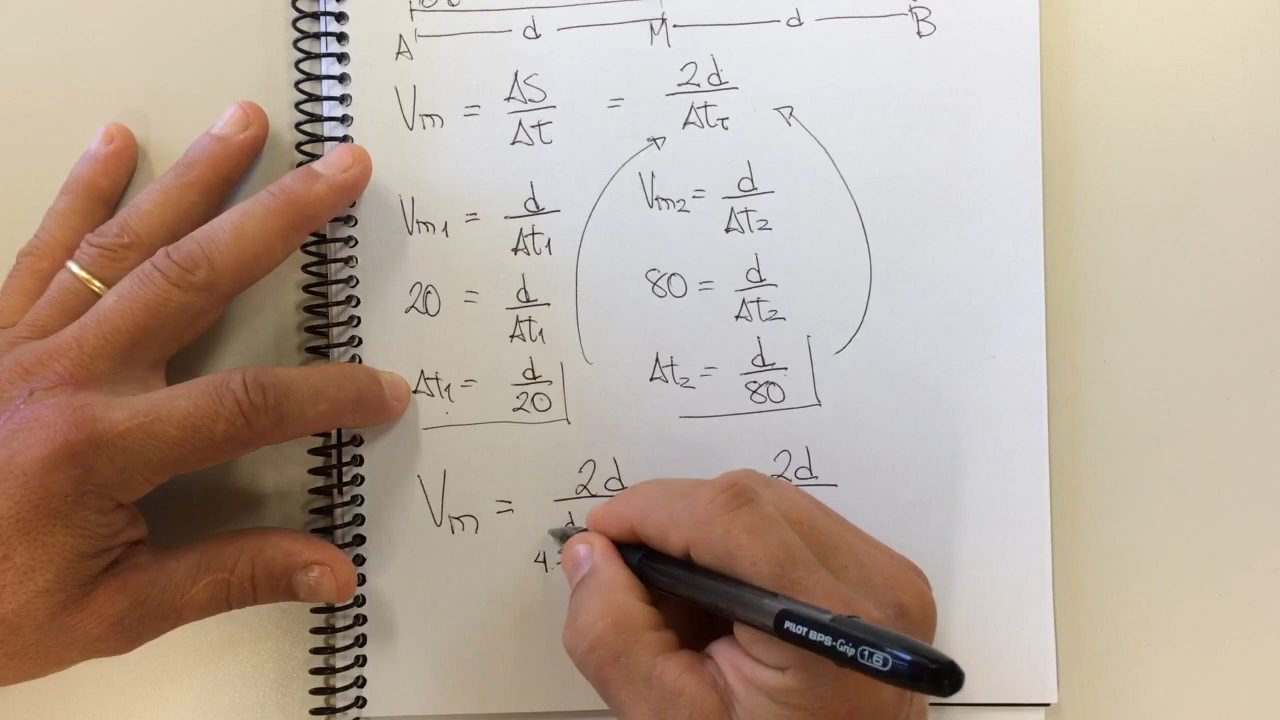 A d M d B
Vm = ΔS/Δt = 2d/Δtτ
Vm1 = d/Δt1
Vm2 = d/Δt2
20 = d/Δt1
80 = d/Δt2
Δt1 = d/20
Δt2 = d/80
Vm = 2d/d 2d
4.
PILOT BPS-Grip 1.6